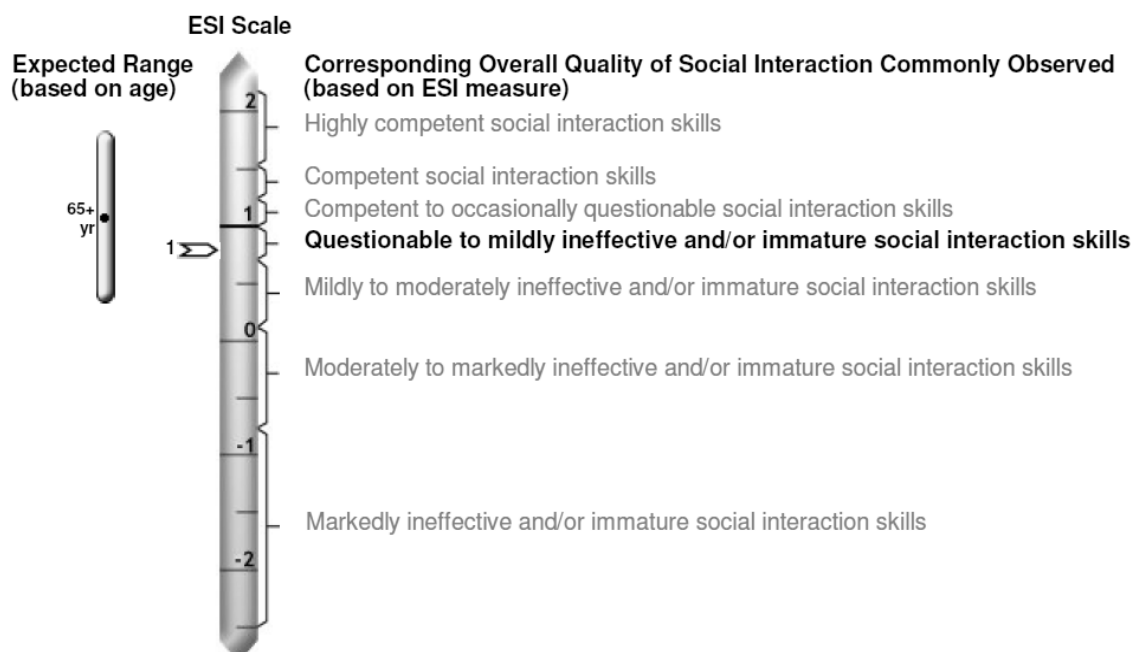 ESI Scale
Expected Range
(based on age)
Corresponding Overall Quality of Social Interaction Commonly Observed
(based on ESI measure)
2
Highly competent social interaction skills
Competent social interaction skills
65+
yr
1
Competent to occasionally questionable social interaction skills
1
Questionable to mildly ineffective and/or immature social interaction skills
Mildly to moderately ineffective and/or immature social interaction skills
0
Moderately to markedly ineffective and/or immature social interaction skills
-1
Markedly ineffective and/or immature social interaction skills
-2